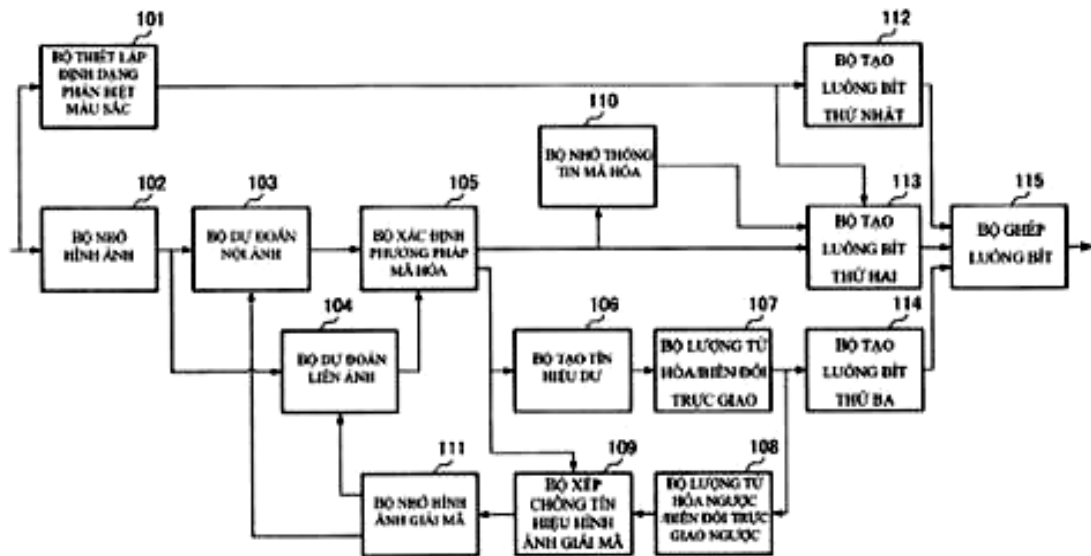 101
BỘ THIẾT LẬP
ĐỊNH DẠNG
PHÂN BIỆT
MÀU SẮC
112
BỘ TẠO
LUỒNG BÍT
THỨ NHẤT
110
BỘ NHỚ THÔNG
TIN MÃ HÓA
102
BỘ NHỚ
HÌNH ẢNH
103
BỘ DỰ ĐOÁN
NỘI ẢNH
105
BỘ XÁC ĐỊNH
PHƯƠNG PHÁP
MÃ HÓA
113
BỘ TẠO
LUỒNG BÍT
THỨ HAI
115
BỘ GHÉP
LUỒNG BÍT
104
BỘ DỰ ĐOÁN
LIÊN ẢNH
106
BỘ TẠO TÍN
HIỆU DƯ
107
BỘ LƯỢNG TỬ
HÓA/BIẾN ĐỔI
TRỰC GIAO
114
BỘ TẠO
LUỒNG BÍT
THỨ BA
111
BỘ NHỚ HÌNH
ẢNH GIẢI MÃ
109
BỘ XẾP
CHỒNG TÍN
HIỆU HÌNH
ẢNH GIẢI MÃ
108
BỘ LƯỢNG TỬ
HÓA NGƯỢC
/BIẾN ĐỔI TRỰC
GIAO NGƯỢC